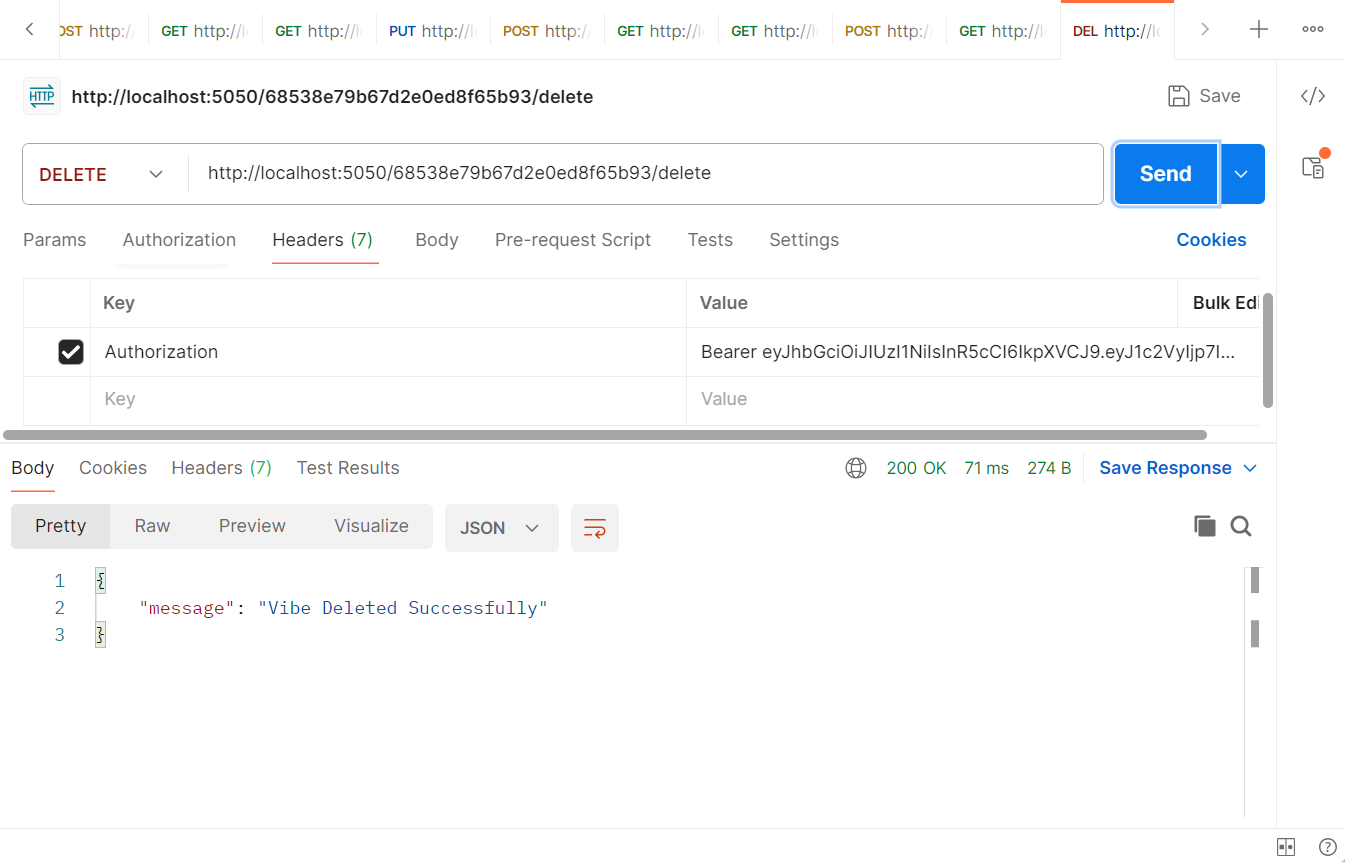 OST http:/
GET http://l
GET http://l
PUT http://l
POST http:/
GET http://l
GET http://l
POST http:/
GET http://l
DEL http://lo
HTTP http://localhost:5050/68538e79b67d2e0ed8f65b93/delete Save
DELETE http://localhost:5050/68538e79b67d2e0ed8f65b93/delete Send
Params Authorization Headers (7) Body Pre-request Script Tests Settings Cookies
Key Value Bulk Edi
Authorization Bearer eyJhbGciOiJIUzI1NiIsInR5cCI6IkpXVCJ9.eyJ1c2VyIjp7I...
Key Value
Body Cookies Headers (7) Test Results 200 OK 71 ms 274 B Save Response
Pretty Raw Preview Visualize JSON
1 {
2 "message": "Vibe Deleted Successfully"
3 }